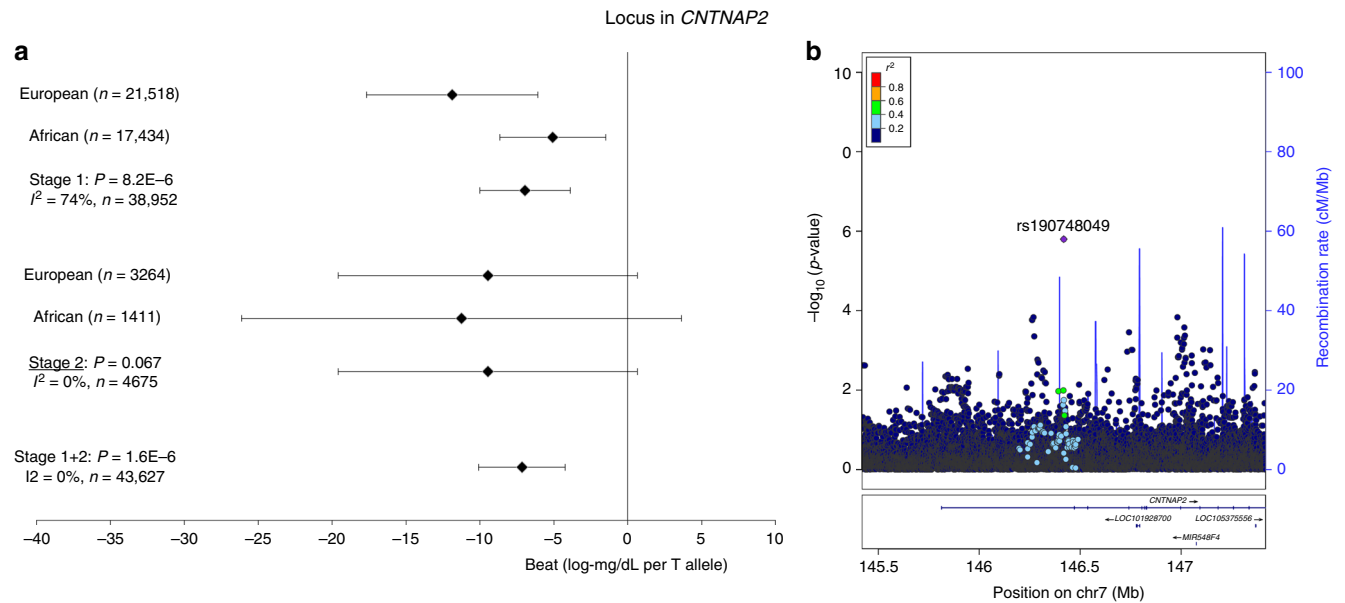 Locus in CNTNAP2
a
European (n = 21,518)
African (n = 17,434)
Stage 1: P = 8.2E–6
I² = 74%, n = 38,952
European (n = 3264)
African (n = 1411)
Stage 2: P = 0.067
I² = 0%, n = 4675
Stage 1+2: P = 1.6E–6
I2 = 0%, n = 43,627
–40 –35 –30 –25 –20 –15 –10 –5 0 5 10
Beat (log-mg/dL per T allele)
b
r²
0.8
0.6
0.4
0.2
10
0
6
4
2
0
–log₁₀ (p-value)
rs190748049
100
80
60
40
20
0
Recombination rate (cM/Mb)
CNTNAP2 →
←LOC101928700
LOC105375556 →
←MIR548F4
145.5 146 146.5 147
Position on chr7 (Mb)